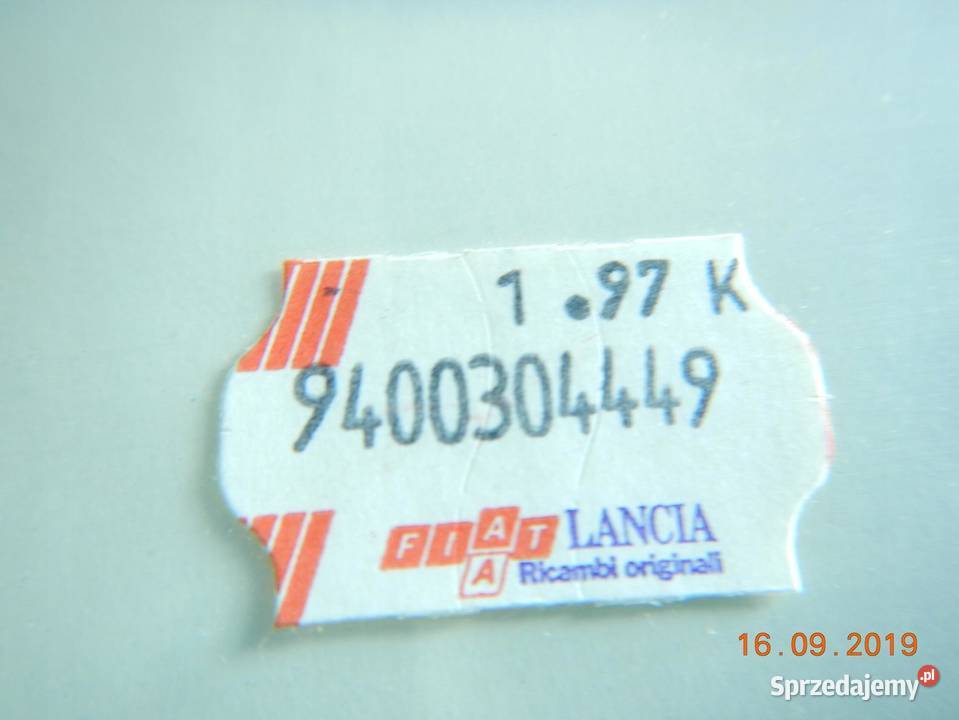 1.97 K
9400304449
FIAT LANCIA
A Ricambi originali
16.09.2019
Sprzedajemy.pl